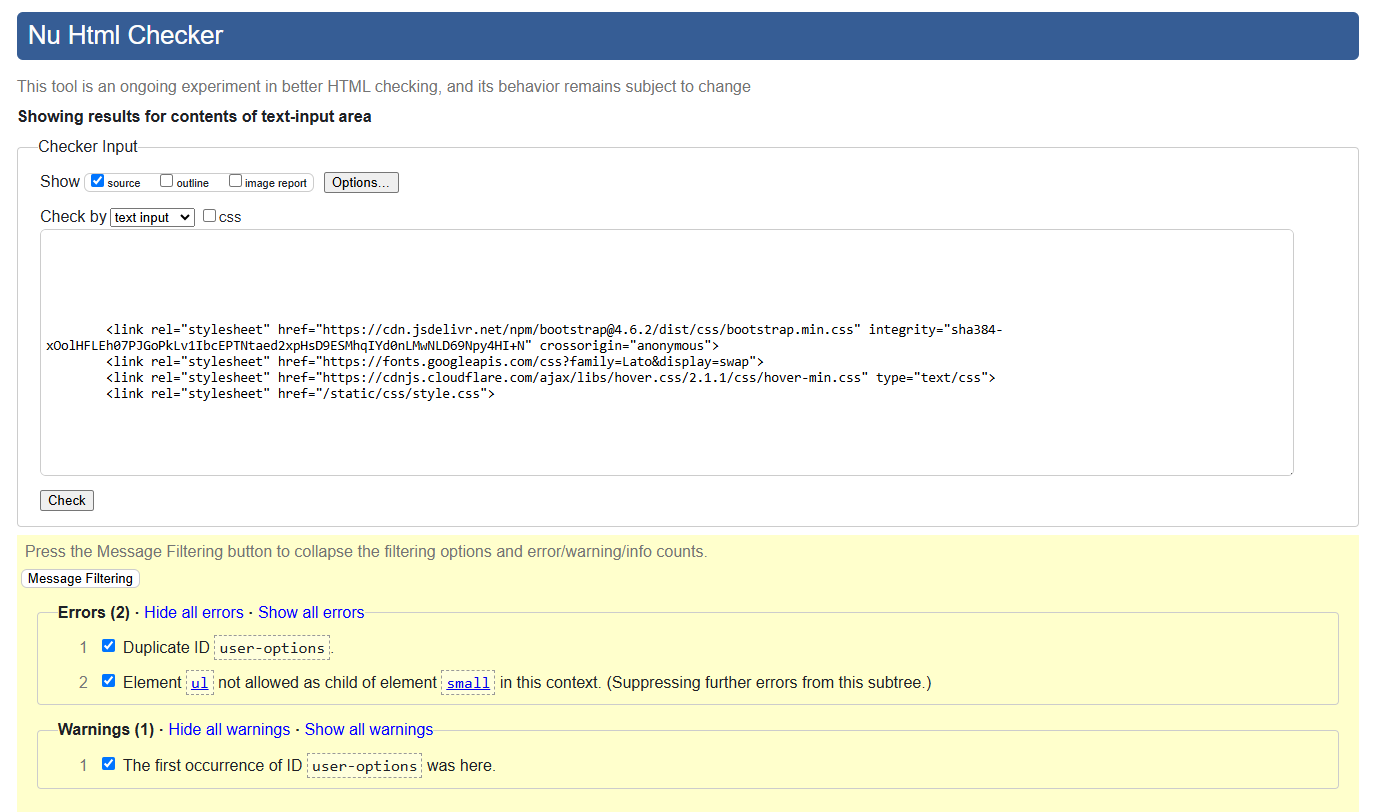 Nu Html Checker
This tool is an ongoing experiment in better HTML checking, and its behavior remains subject to change
Showing results for contents of text-input area
Checker Input
Show source outline image report Options...
Check by text input css
<link rel="stylesheet" href="https://cdn.jsdelivr.net/npm/bootstrap@4.6.2/dist/css/bootstrap.min.css" integrity="sha384-
xOolHFLEh07PJGoPkLv1IbcEPTNtaed2xpHsD9ESMhqIYd0nLMwNLD69Npy4HI+N" crossorigin="anonymous">
<link rel="stylesheet" href="https://fonts.googleapis.com/css?family=Lato&display=swap">
<link rel="stylesheet" href="https://cdnjs.cloudflare.com/ajax/libs/hover.css/2.1.1/css/hover-min.css" type="text/css">
<link rel="stylesheet" href="/static/css/style.css">
Check
Press the Message Filtering button to collapse the filtering options and error/warning/info counts.
Message Filtering
Errors (2) · Hide all errors · Show all errors
1 Duplicate ID user-options.
2 Element ul not allowed as child of element small in this context. (Suppressing further errors from this subtree.)
Warnings (1) · Hide all warnings · Show all warnings
1 The first occurrence of ID user-options was here.